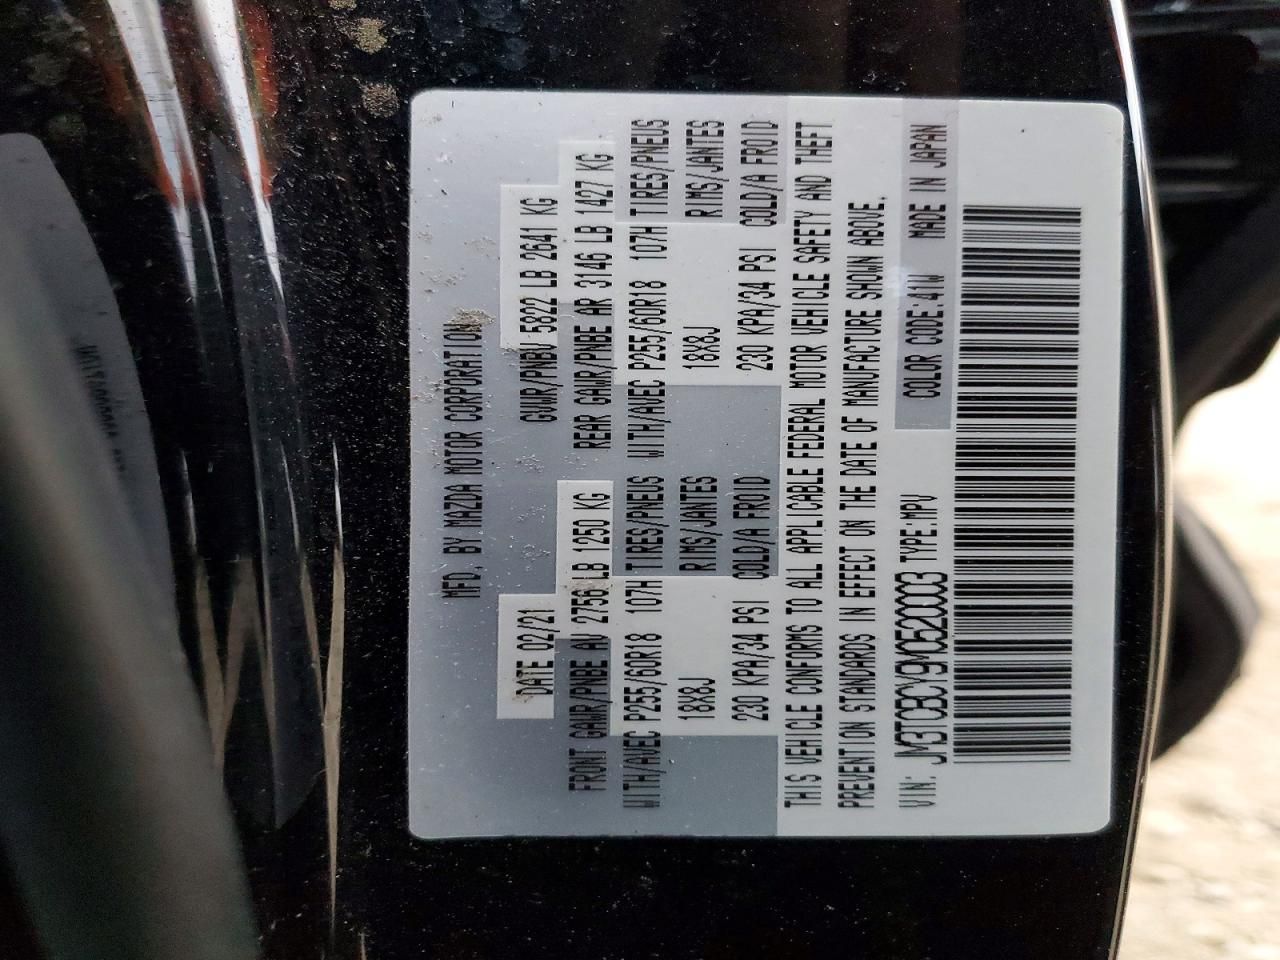 MFD. BY MAZDA MOTOR CORPORATION
DATE 02/21 GVWR/PNBV 5822 LB 2641 KG
FRONT GAWR/PNBE AV 2756 LB 1250 KG REAR GAWR/PNBE AR 3146 LB 1427 KG
WITH/AVEC P255/60R18 107H TIRES/PNEUS WITH/AVEC P255/60R18 107H TIRES/PNEUS
18X8J RIMS/JANTES 18X8J RIMS/JANTES
230 KPA/34 PSI COLD/A FROID 230 KPA/34 PSI COLD/A FROID
THIS VEHICLE CONFORMS TO ALL APPLICABLE FEDERAL MOTOR VEHICLE SAFETY AND THEFT
PREVENTION STANDARDS IN EFFECT ON THE DATE OF MANUFACTURE SHOWN ABOVE.
VIN: JM3TCBCY9M0520003 TYPE:MPV COLOR CODE:41W MADE IN JAPAN